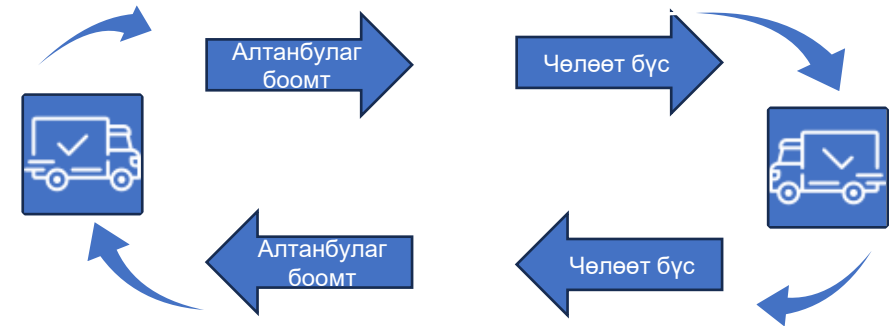 Алтанбулаг
боомт
Чөлөөт бүс
Алтанбулаг
боомт
Чөлөөт бүс